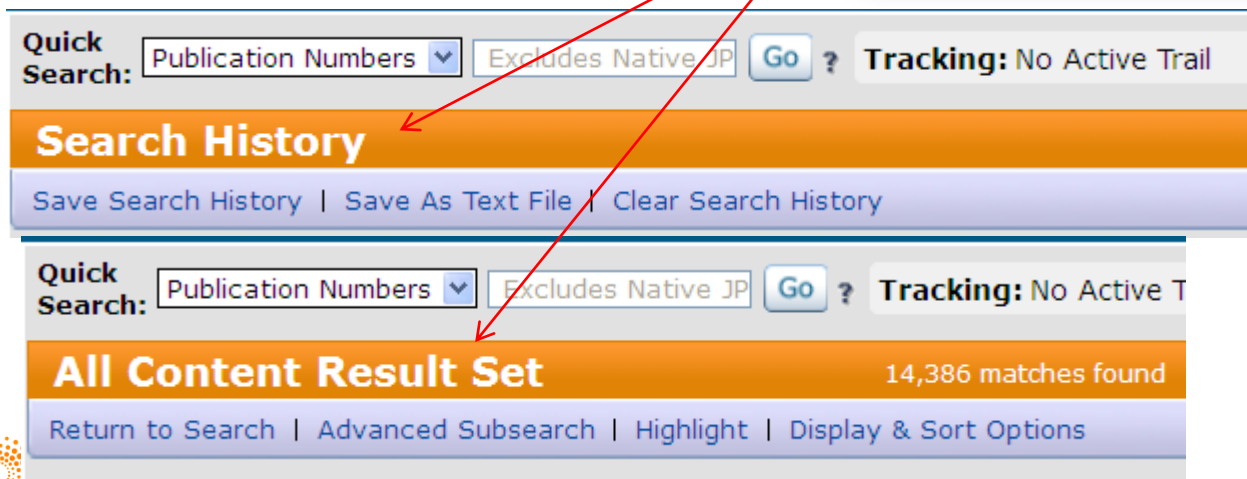 Quick Search: Publication Numbers Excludes Native JP Go ? Tracking: No Active Trail
Search History
Save Search History | Save As Text File | Clear Search History
Quick Search: Publication Numbers Excludes Native JP Go ? Tracking: No Active T
All Content Result Set 14,386 matches found
Return to Search | Advanced Subsearch | Highlight | Display & Sort Options